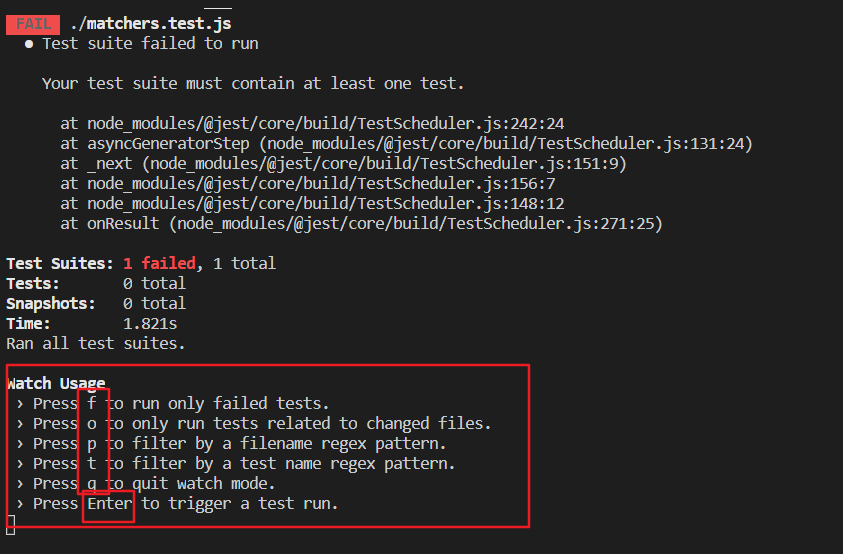 FAIL ./matchers.test.js
● Test suite failed to run
Your test suite must contain at least one test.
at node_modules/@jest/core/build/TestScheduler.js:242:24
at asyncGeneratorStep (node_modules/@jest/core/build/TestScheduler.js:131:24)
at _next (node_modules/@jest/core/build/TestScheduler.js:151:9)
at node_modules/@jest/core/build/TestScheduler.js:156:7
at node_modules/@jest/core/build/TestScheduler.js:148:12
at onResult (node_modules/@jest/core/build/TestScheduler.js:271:25)
Test Suites: 1 failed, 1 total
Tests: 0 total
Snapshots: 0 total
Time: 1.821s
Ran all test suites.
Watch Usage
› Press f to run only failed tests.
› Press o to only run tests related to changed files.
› Press p to filter by a filename regex pattern.
› Press t to filter by a test name regex pattern.
› Press q to quit watch mode.
› Press Enter to trigger a test run.